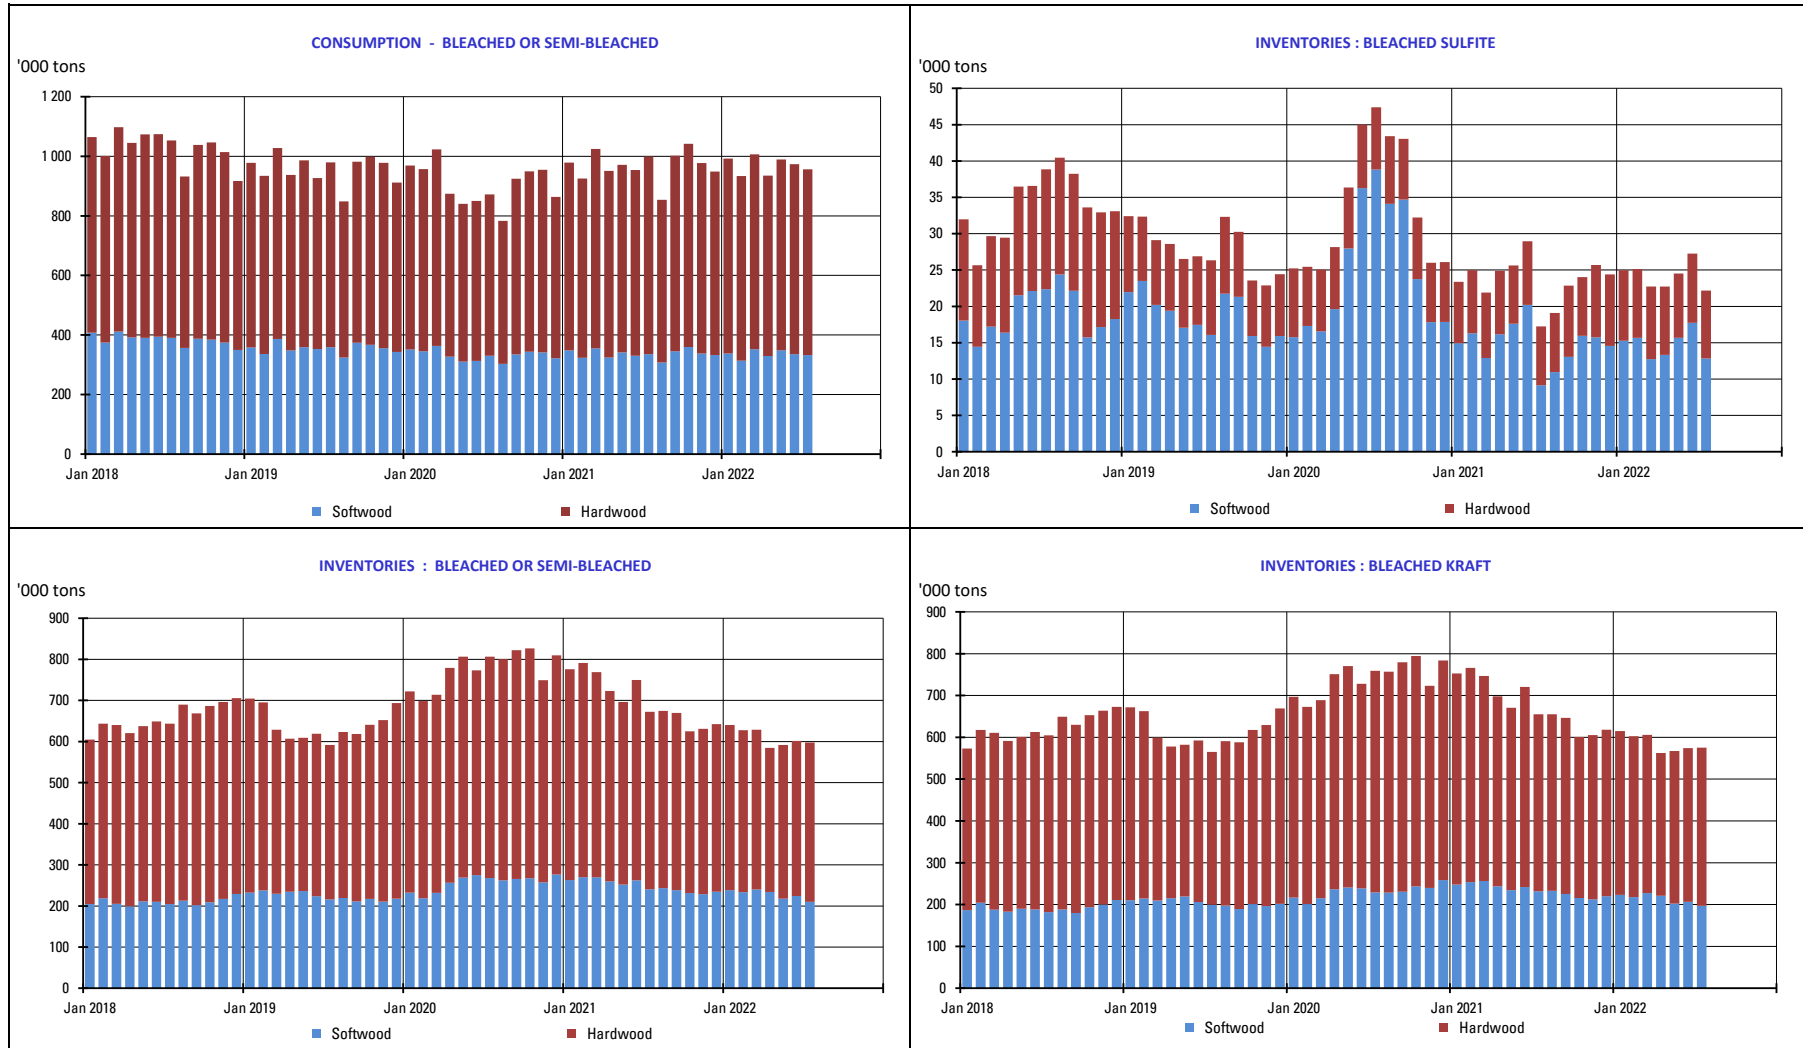 CONSUMPTION - BLEACHED OR SEMI-BLEACHED
'000 tons
1 200
1 000
800
600
400
200
0
Jan 2018 Jan 2019 Jan 2020 Jan 2021 Jan 2022
Softwood Hardwood
INVENTORIES : BLEACHED SULFITE
'000 tons
50
45
40
35
30
25
20
15
10
5
0
Jan 2018 Jan 2019 Jan 2020 Jan 2021 Jan 2022
Softwood Hardwood
INVENTORIES : BLEACHED OR SEMI-BLEACHED
'000 tons
900
800
700
600
500
400
300
200
100
0
Jan 2018 Jan 2019 Jan 2020 Jan 2021 Jan 2022
Softwood Hardwood
INVENTORIES : BLEACHED KRAFT
'000 tons
900
800
700
600
500
400
300
200
100
0
Jan 2018 Jan 2019 Jan 2020 Jan 2021 Jan 2022
Softwood Hardwood